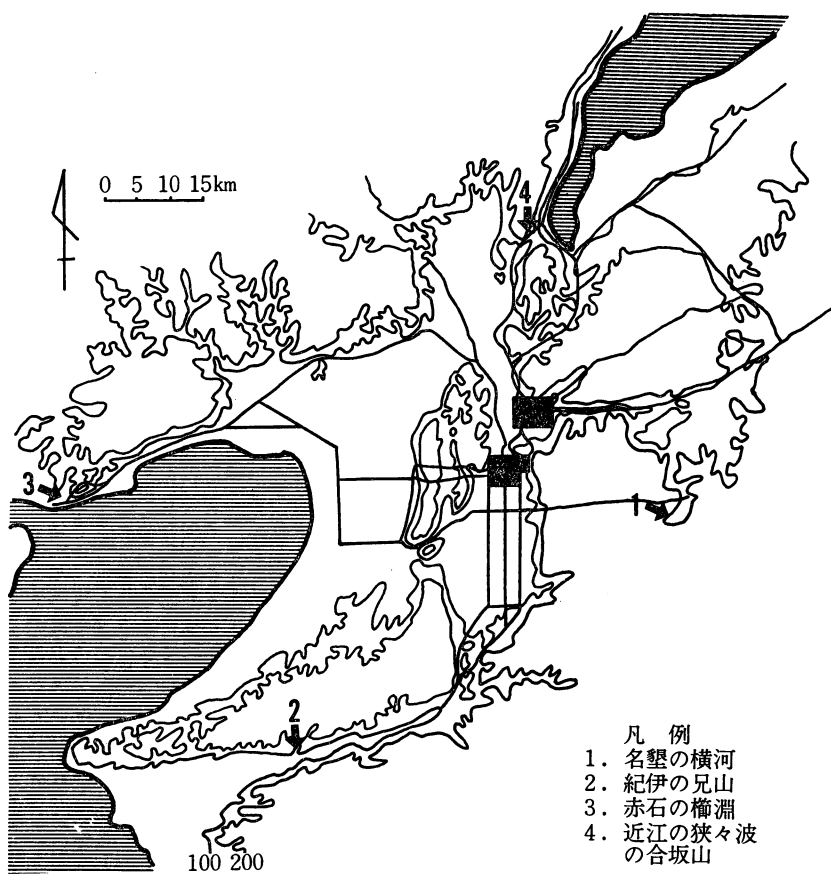 4
0 5 10 15km
3
1
2
凡 例
1. 名墾の横河
2. 紀伊の兄山
3. 赤石の櫛淵
4. 近江の狭々波
の合坂山
100 200